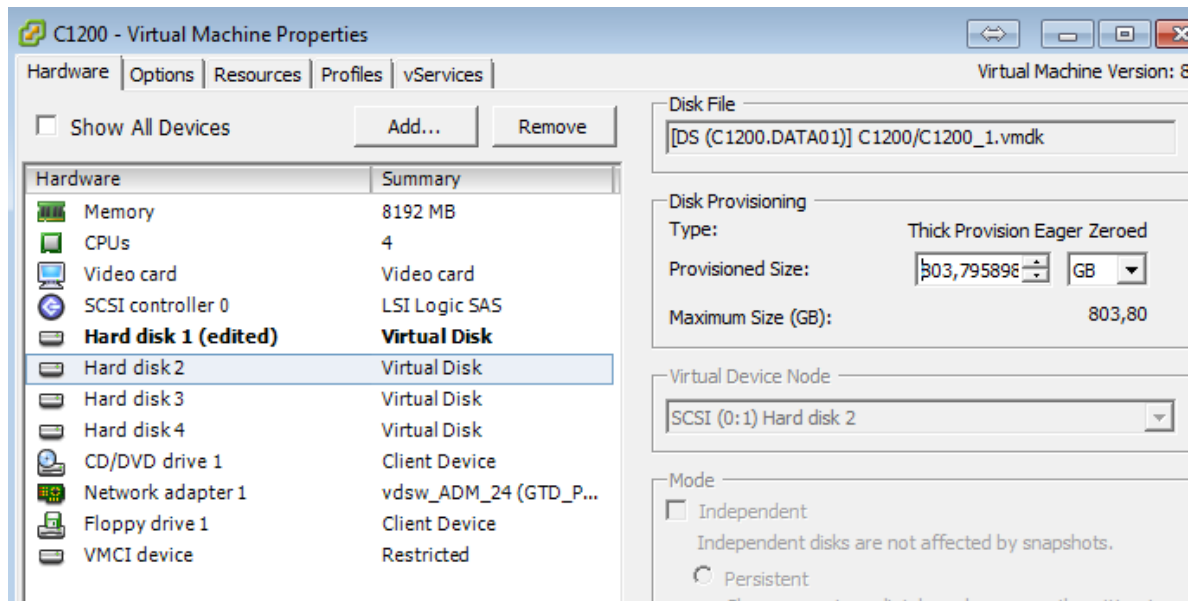 C1200 - Virtual Machine Properties
Hardware Options Resources Profiles vServices
Virtual Machine Version: 8
Show All Devices
Add... Remove
Hardware Summary
Memory 8192 MB
CPUs 4
Video card Video card
SCSI controller 0 LSI Logic SAS
Hard disk 1 (edited) Virtual Disk
Hard disk 2 Virtual Disk
Hard disk 3 Virtual Disk
Hard disk 4 Virtual Disk
CD/DVD drive 1 Client Device
Network adapter 1 vdsw_ADM_24 (GTD_P...
Floppy drive 1 Client Device
VMCI device Restricted
Disk File
[DS (C1200.DATA01)] C1200/C1200_1.vmdk
Disk Provisioning
Type: Thick Provision Eager Zeroed
Provisioned Size: 803,795898 GB
Maximum Size (GB): 803,80
Virtual Device Node
SCSI (0:1) Hard disk 2
Mode
Independent
Independent disks are not affected by snapshots.
Persistent